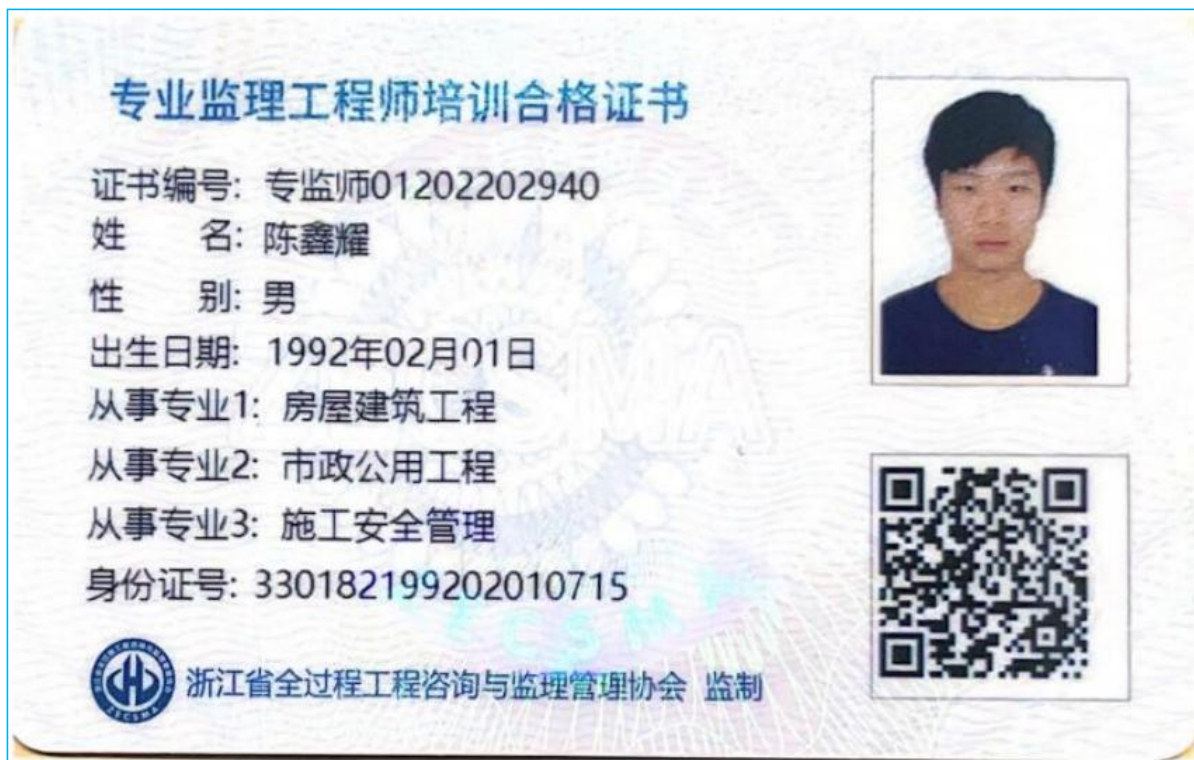 专业监理工程师培训合格证书
证书编号: 专监师01202202940
姓 名: 陈鑫耀
性 别: 男
出生日期: 1992年02月01日
从事专业1: 房屋建筑工程
从事专业2: 市政公用工程
从事专业3: 施工安全管理
身份证号: 330182199202010715
ZECSMA
浙江省全过程工程咨询与监理管理协会 监制